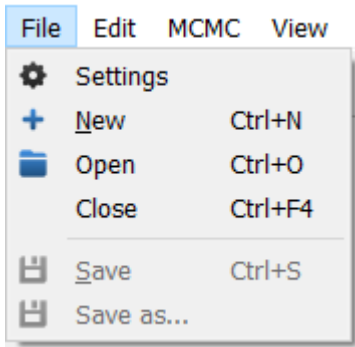 File Edit MCMC View
Settings
New Ctrl+N
Open Ctrl+O
Close Ctrl+F4
Save Ctrl+S
Save as...